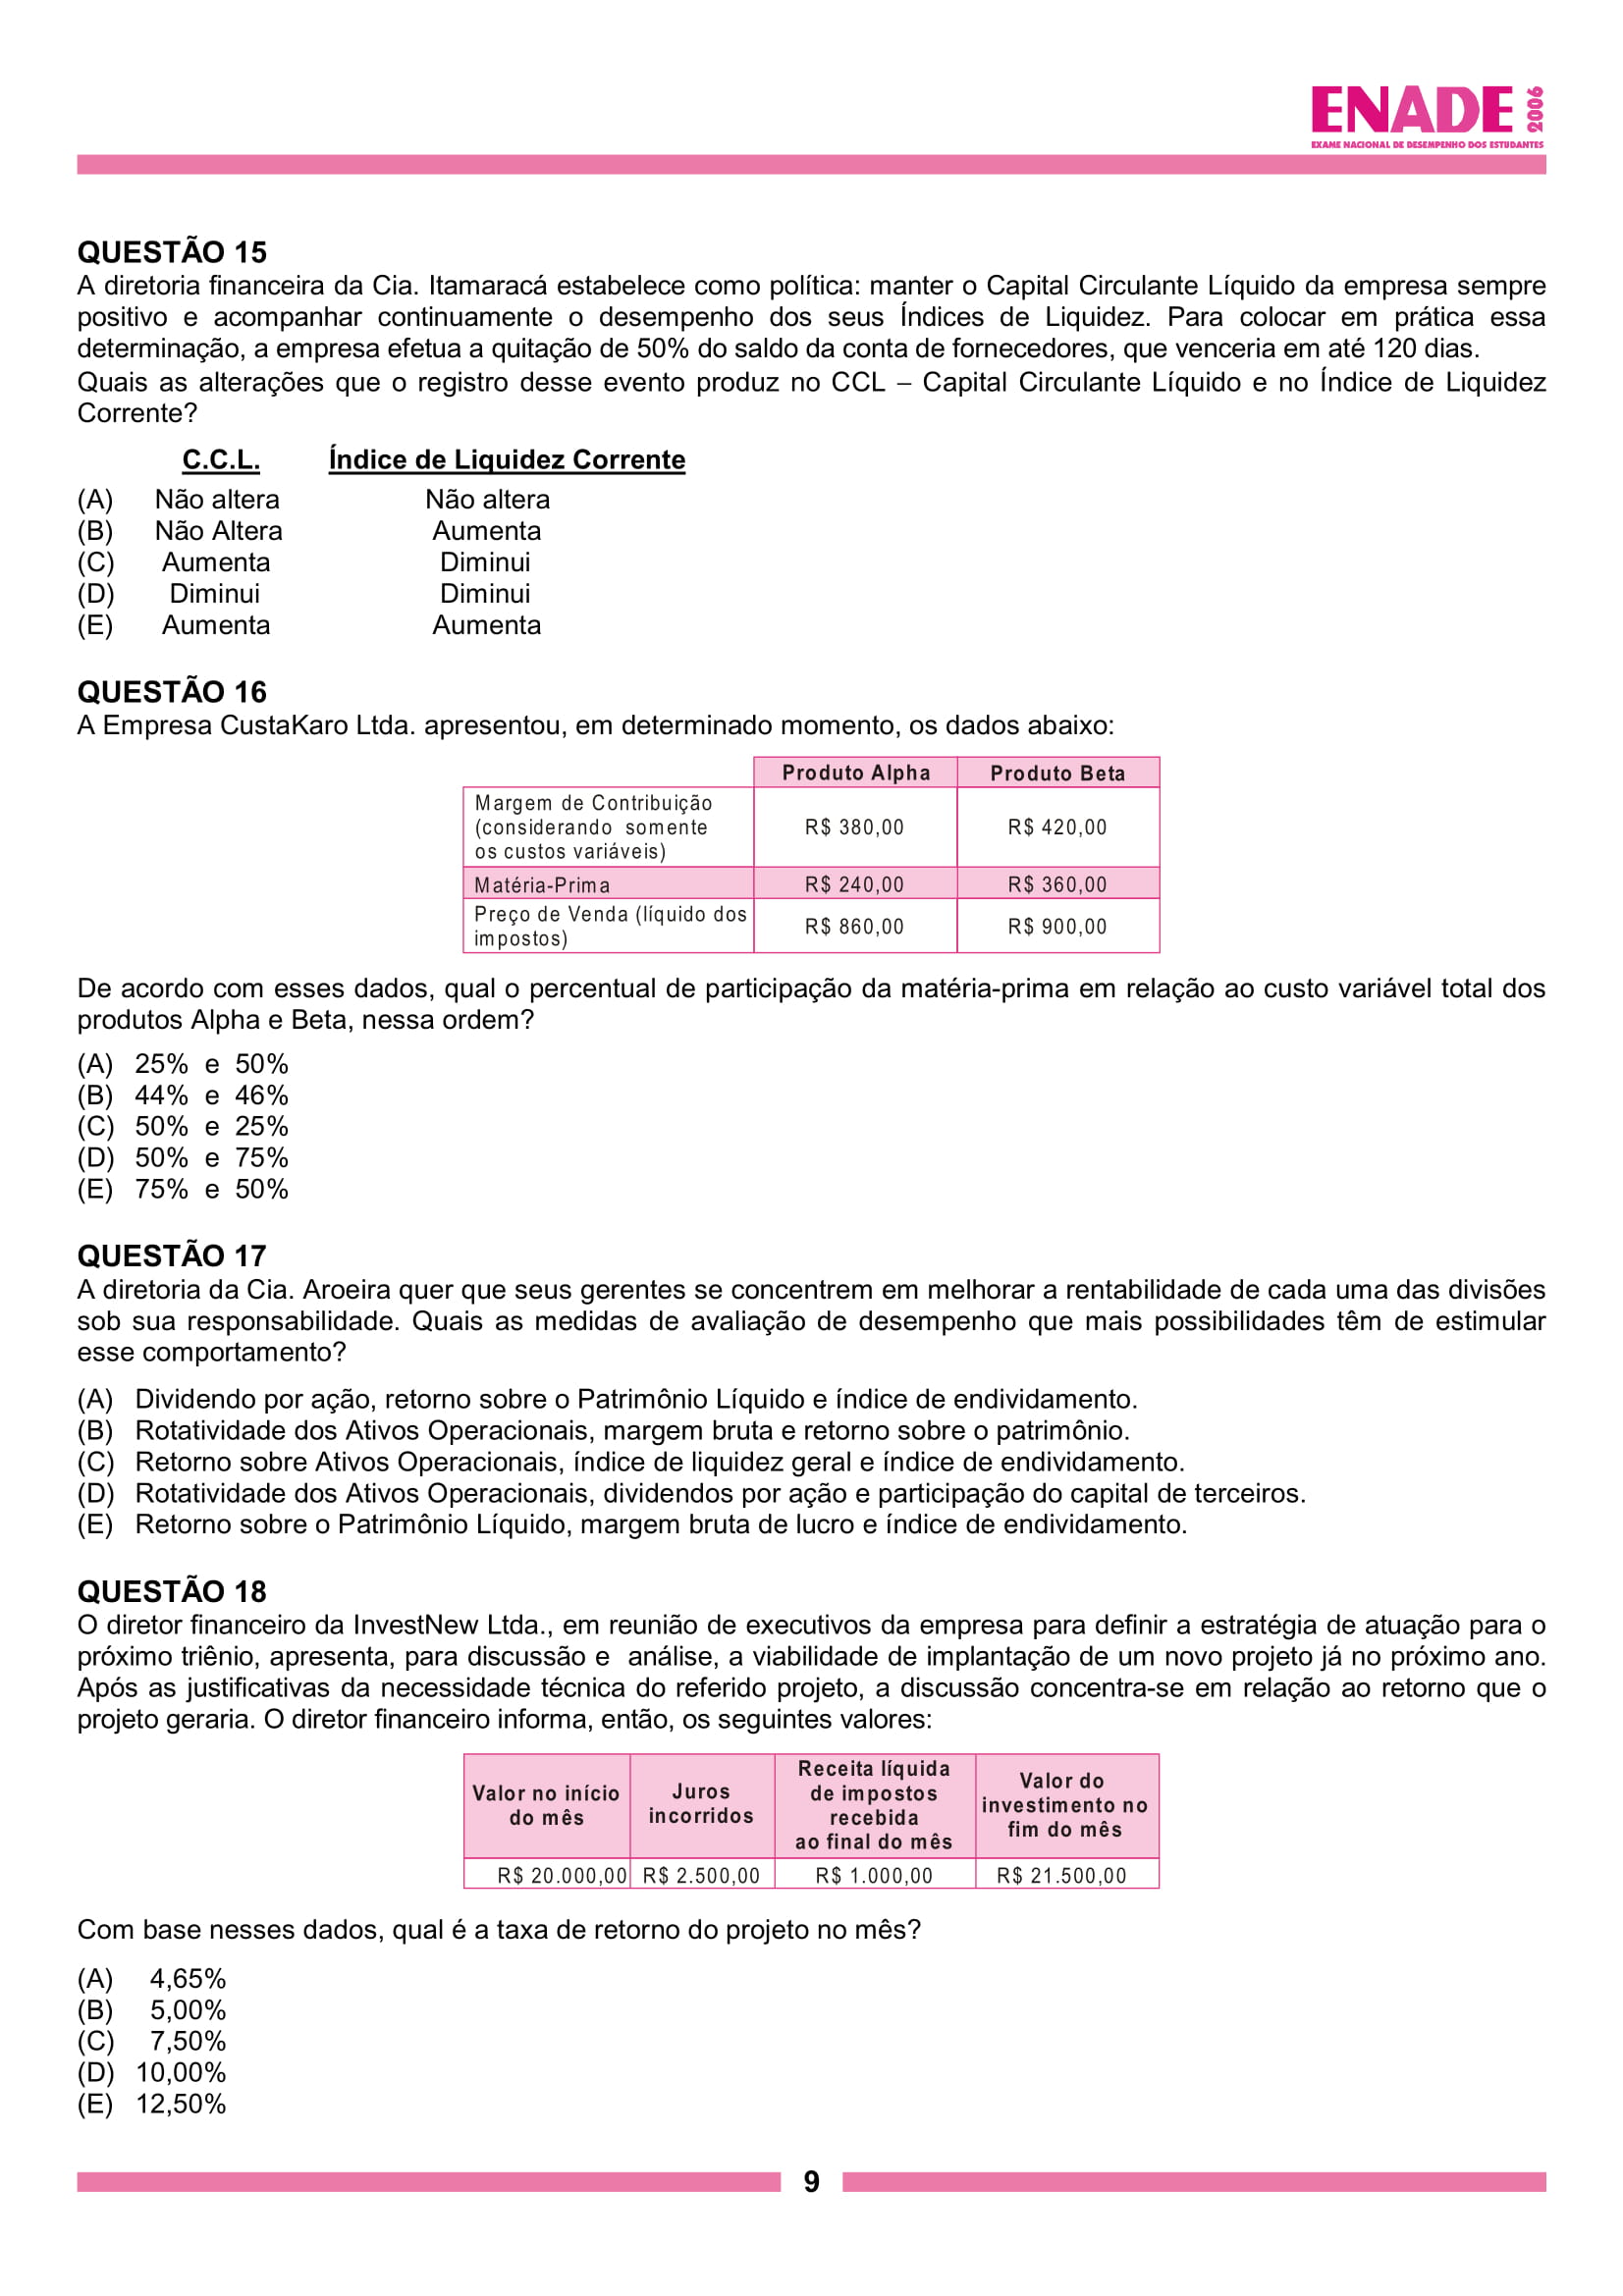 ENADE 2006
EXAME NACIONAL DE DESEMPENHO DOS ESTUDANTES
QUESTÃO 15
A diretoria financeira da Cia. Itamaracá estabelece como política: manter o Capital Circulante Líquido da empresa sempre
positivo e acompanhar continuamente o desempenho dos seus Índices de Liquidez. Para colocar em prática essa
determinação, a empresa efetua a quitação de 50% do saldo da conta de fornecedores, que venceria em até 120 dias.
Quais as alterações que o registro desse evento produz no CCL – Capital Circulante Líquido e no Índice de Liquidez
Corrente?
C.C.L. Índice de Liquidez Corrente
(A) Não altera Não altera
(B) Não Altera Aumenta
(C) Aumenta Diminui
(D) Diminui Diminui
(E) Aumenta Aumenta
QUESTÃO 16
A Empresa CustaKaro Ltda. apresentou, em determinado momento, os dados abaixo:
Produto Alpha Produto Beta
Margem de Contribuição
(considerando somente R$ 380,00 R$ 420,00
os custos variáveis)
Matéria-Prima R$ 240,00 R$ 360,00
Preço de Venda (líquido dos R$ 860,00 R$ 900,00
impostos)
De acordo com esses dados, qual o percentual de participação da matéria-prima em relação ao custo variável total dos
produtos Alpha e Beta, nessa ordem?
(A) 25% e 50%
(B) 44% e 46%
(C) 50% e 25%
(D) 50% e 75%
(E) 75% e 50%
QUESTÃO 17
A diretoria da Cia. Aroeira quer que seus gerentes se concentrem em melhorar a rentabilidade de cada uma das divisões
sob sua responsabilidade. Quais as medidas de avaliação de desempenho que mais possibilidades têm de estimular
esse comportamento?
(A) Dividendo por ação, retorno sobre o Patrimônio Líquido e índice de endividamento.
(B) Rotatividade dos Ativos Operacionais, margem bruta e retorno sobre o patrimônio.
(C) Retorno sobre Ativos Operacionais, índice de liquidez geral e índice de endividamento.
(D) Rotatividade dos Ativos Operacionais, dividendos por ação e participação do capital de terceiros.
(E) Retorno sobre o Patrimônio Líquido, margem bruta de lucro e índice de endividamento.
QUESTÃO 18
O diretor financeiro da InvestNew Ltda., em reunião de executivos da empresa para definir a estratégia de atuação para o
próximo triênio, apresenta, para discussão e análise, a viabilidade de implantação de um novo projeto já no próximo ano.
Após as justificativas da necessidade técnica do referido projeto, a discussão concentra-se em relação ao retorno que o
projeto geraria. O diretor financeiro informa, então, os seguintes valores:
Valor no início
do mês
Juros
incorridos
Receita líquida
de impostos
recebida
ao final do mês
Valor do
investimento no
fim do mês
R$ 20.000,00 R$ 2.500,00 R$ 1.000,00 R$ 21.500,00
Com base nesses dados, qual é a taxa de retorno do projeto no mês?
(A) 4,65%
(B) 5,00%
(C) 7,50%
(D) 10,00%
(E) 12,50%
9